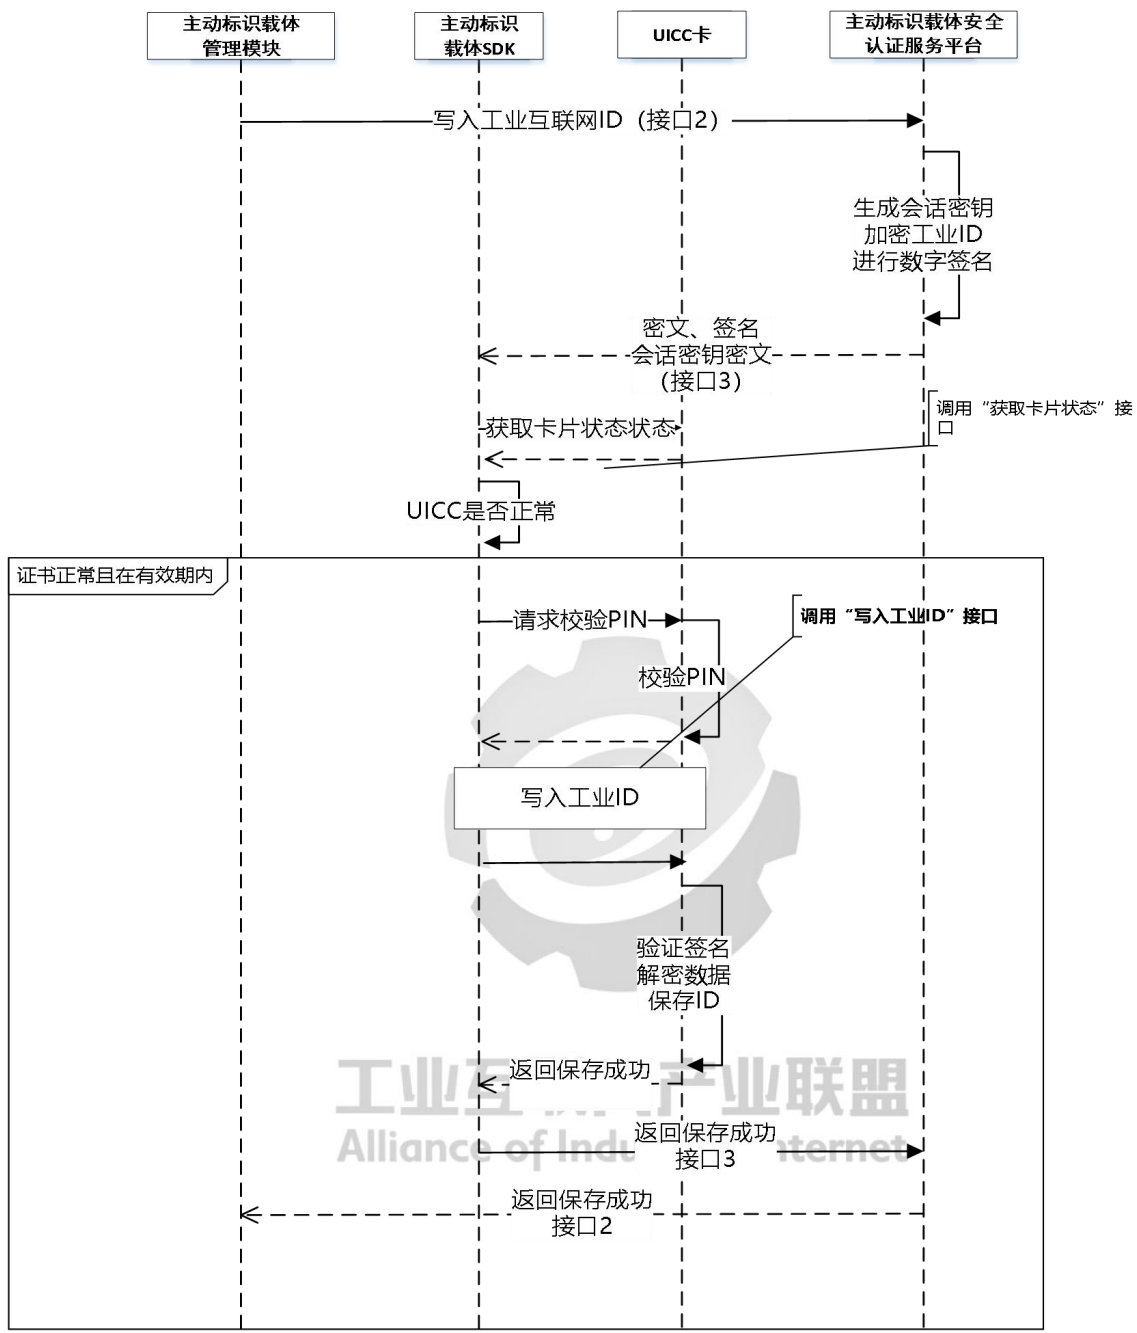 主动标识载体
管理模块
主动标识
载体SDK
UICC卡
主动标识载体安全
认证服务平台
写入工业互联网ID（接口2）
生成会话密钥
加密工业ID
进行数字签名
密文、签名
会话密钥密文
（接口3）
调用“获取卡片状态”接
口
获取卡片状态状态
UICC是否正常
证书正常且在有效期内
请求校验PIN
调用“写入工业ID”接口
校验PIN
写入工业ID
验证签名
解密数据
保存ID
返回保存成功
工业互联网产业联盟
Alliance of Industrial Internet
返回保存成功
接口3
返回保存成功
接口2